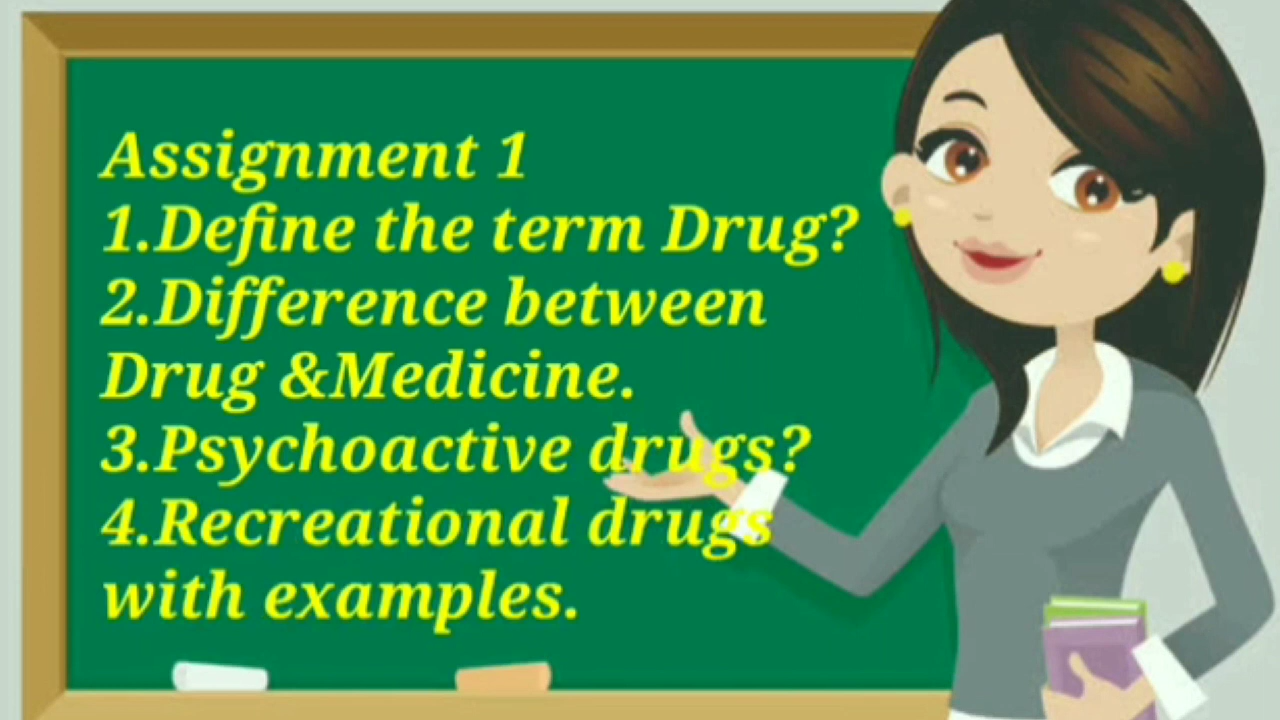 Assignment 1
1.Define the term Drug?
2.Difference between
Drug &Medicine.
3.Psychoactive drugs?
4.Recreational drugs
with examples.